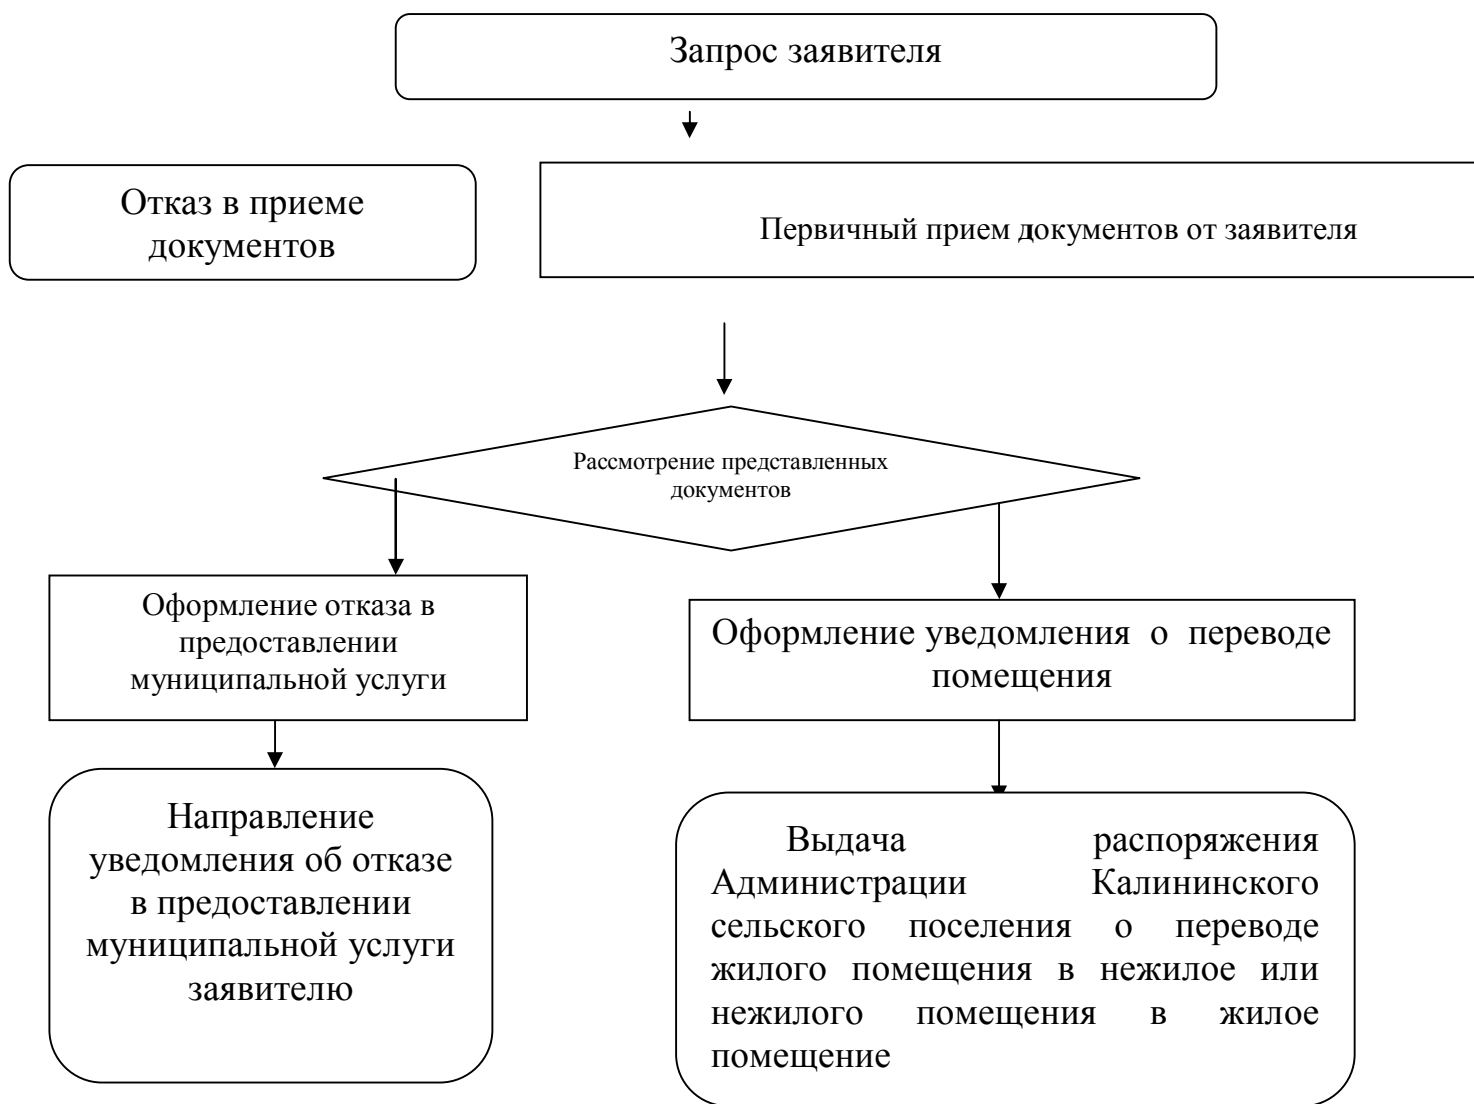 Запрос заявителя
Отказ в приеме
документов
Первичный прием документов от заявителя
Рассмотрение представленных
документов
Оформление отказа в
предоставлении
муниципальной услуги
Оформление уведомления о переводе
помещения
Направление
уведомления об отказе
в предоставлении
муниципальной услуги
заявителю
Выдача распоряжения
Администрации Калининского
сельского поселения о переводе
жилого помещения в нежилое или
нежилого помещения в жилое
помещение